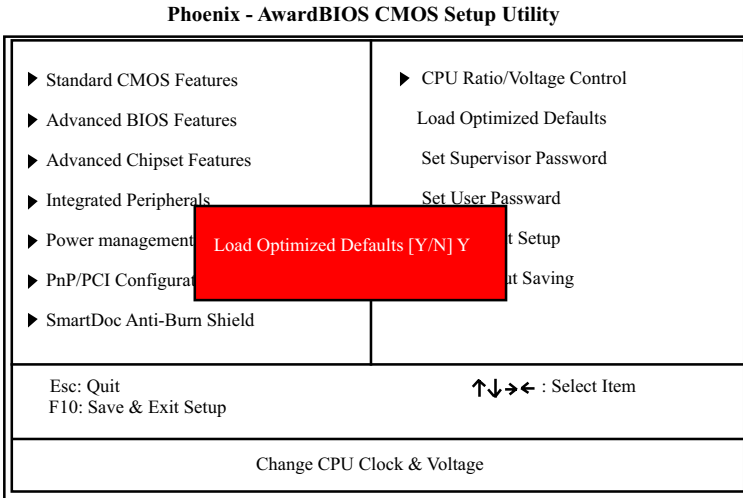 Phoenix - AwardBIOS CMOS Setup Utility
Standard CMOS Features
Advanced BIOS Features
Advanced Chipset Features
Integrated Peripherals
Power management
PnP/PCI
SmartDoc Anti-Burn Shield
CPU Ratio/Voltage Control
Load Optimized Defaults
Set Supervisor Password
Set User Passward
Setup
Saving
Load Optimized Defaults [Y/N] Y
Esc: Quit
F10: Save & Exit Setup
↑↓→← : Select Item
Change CPU Clock & Voltage